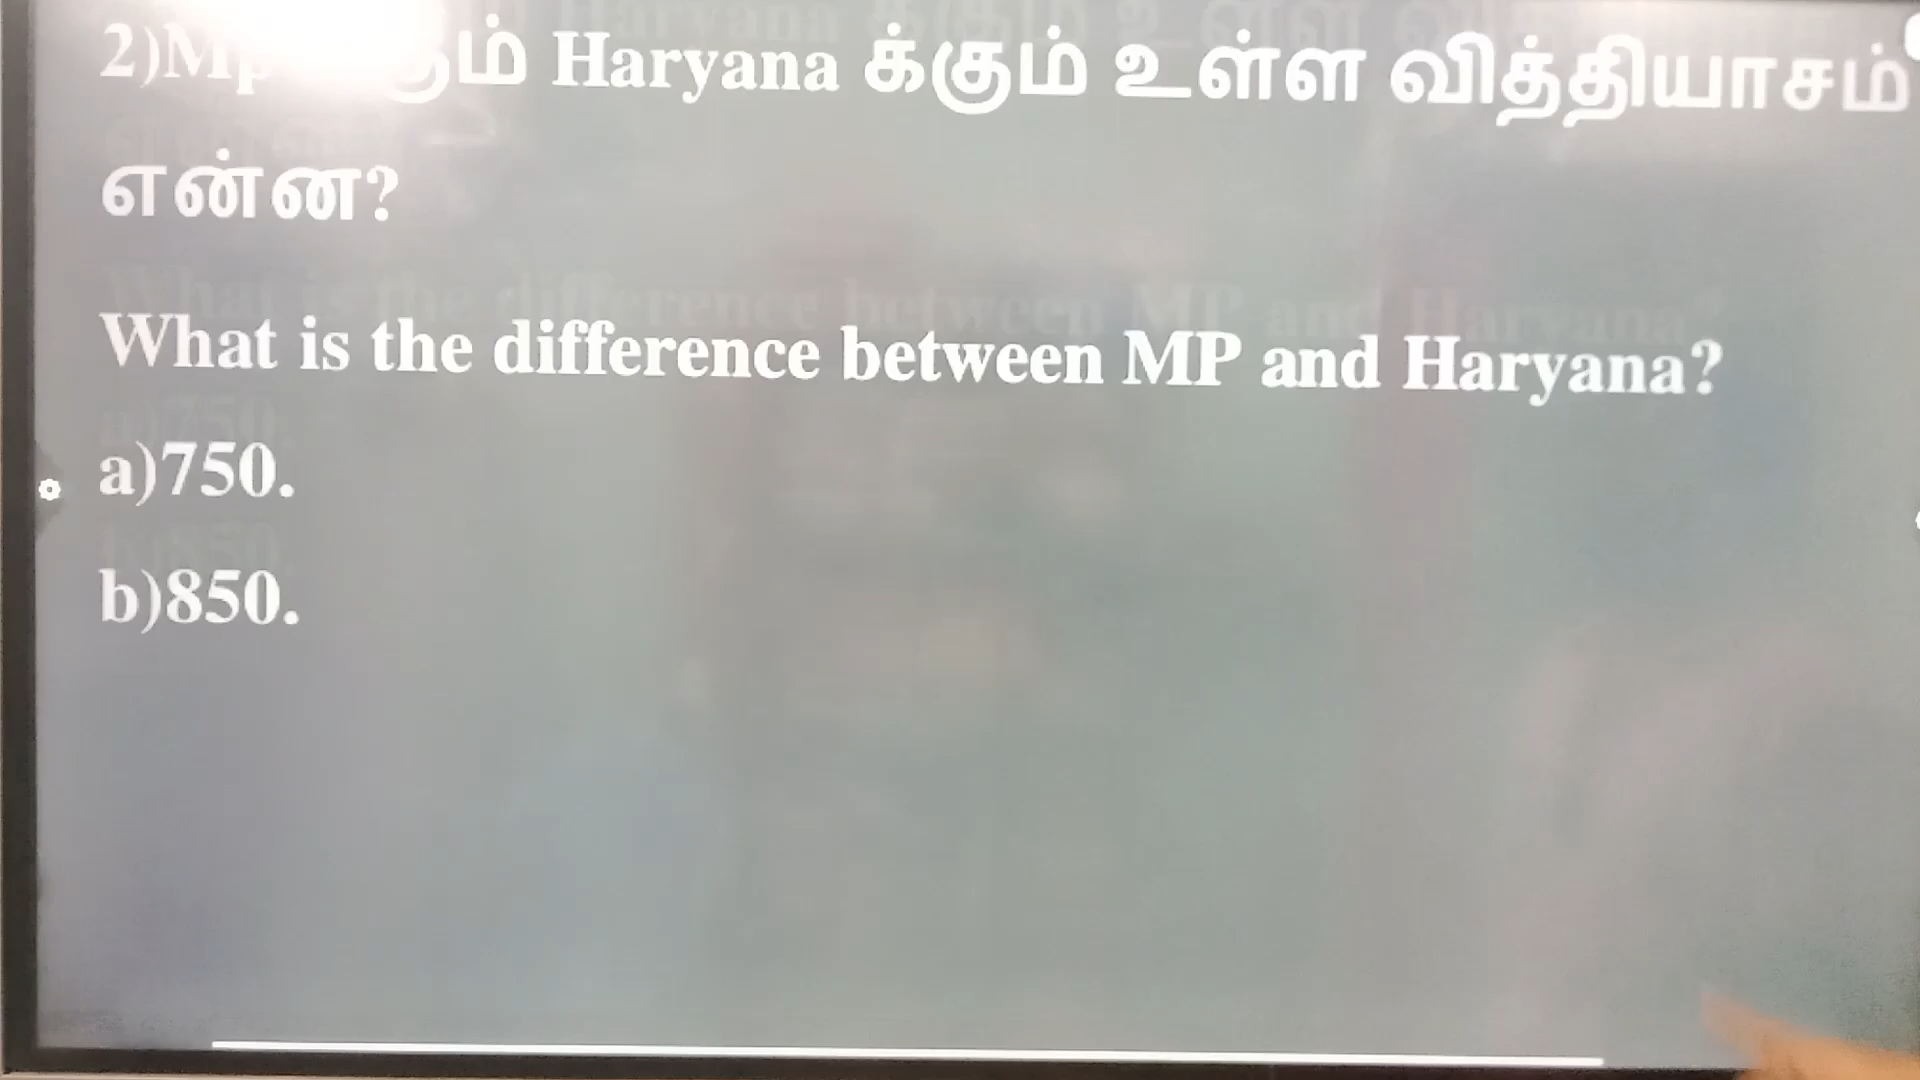 2)Mp கும் Haryana க்கும் உள்ள வித்தியாசம்
என்ன?
What is the difference between MP and Haryana?
a)750.
b)850.